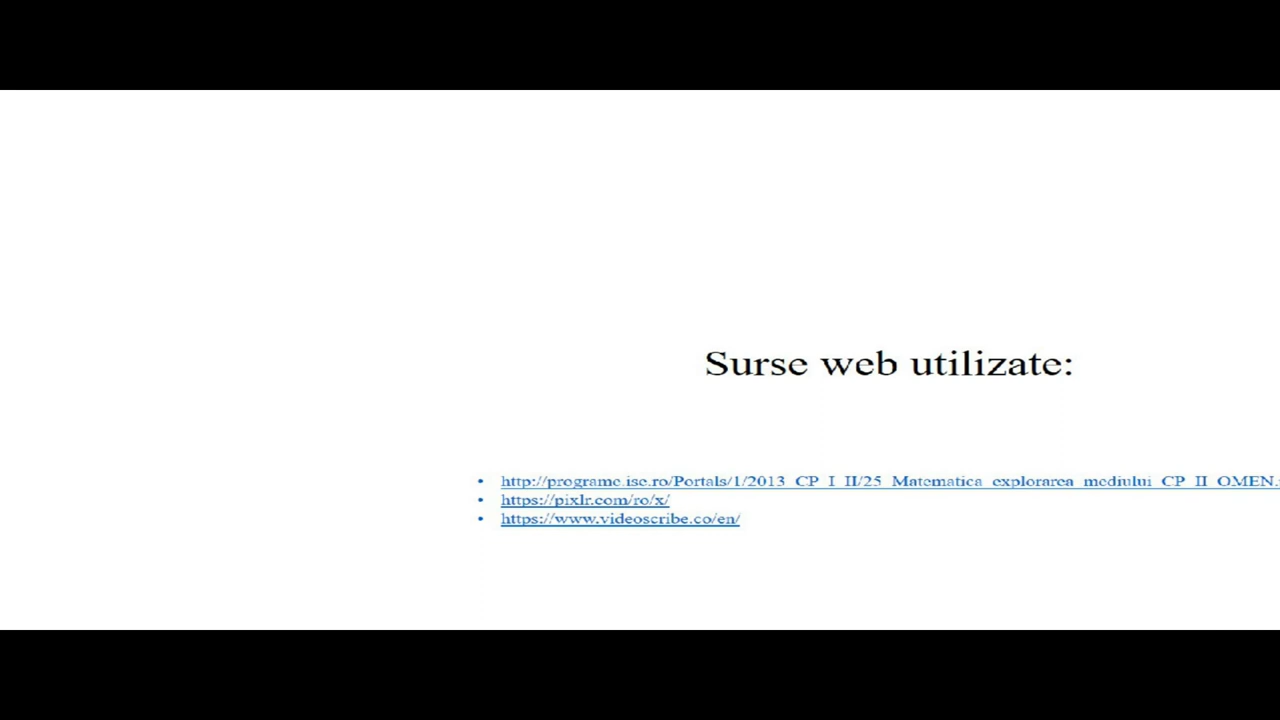 Surse web utilizate:
• http://programe.ise.ro/Portals/1/2013_CP_I_II/25_Matematica_explorarea_mediului_CP_II_OMEN.
• https://pixlr.com/ro/x/
• https://www.videoscribe.co/en/